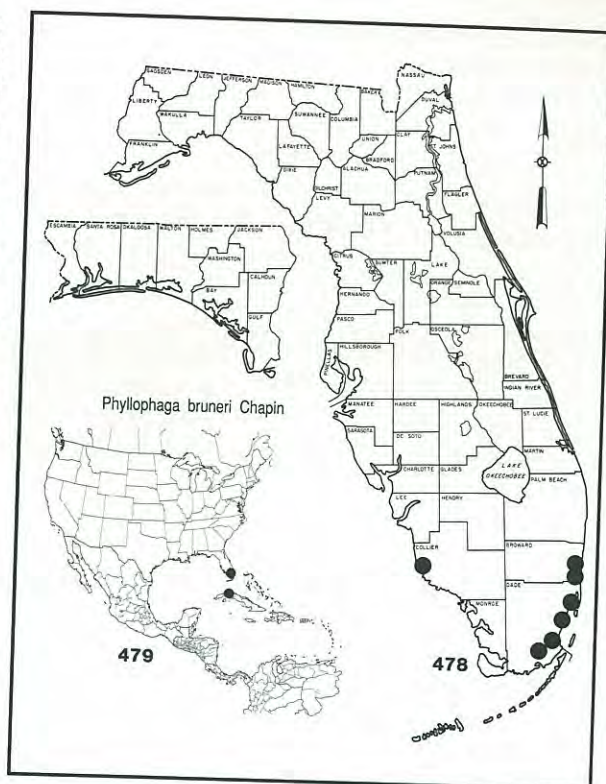 NASSAU
GADSDEN
LEON
JEFFERSON
MADISON
HAMILTON
BAKER
DUVAL
LIBERTY
WAKULLA
TAYLOR
SUWANNEE
COLUMBIA
UNION
CLAY
ST JOHNS
FRANKLIN
LAFAYETTE
BRADFORD
DIXIE
GILCHRIST
ALACHUA
PUTNAM
FLAGLER
LEVY
MARION
VOLUSIA
ESCAMBIA
SANTA ROSA
OKALOOSA
WALTON
HOLMES
JACKSON
WASHINGTON
BAY
CALHOUN
GULF
CITRUS
SUMTER
LAKE
HERNANDO
ORANGE
SEMINOLE
PASCO
POLK
OSCEOLA
PINELLAS
HILLSBOROUGH
BREVARD
INDIAN RIVER
MANATEE
HARDEE
HIGHLANDS
OKEECHOBEE
ST. LUCIE
SARASOTA
DE SOTO
MARTIN
CHARLOTTE
GLADES
LAKE
OKEECHOBEE
PALM BEACH
LEE
HENDRY
COLLIER
BROWARD
DADE
MONROE
Phyllophaga bruneri Chapin
479
478